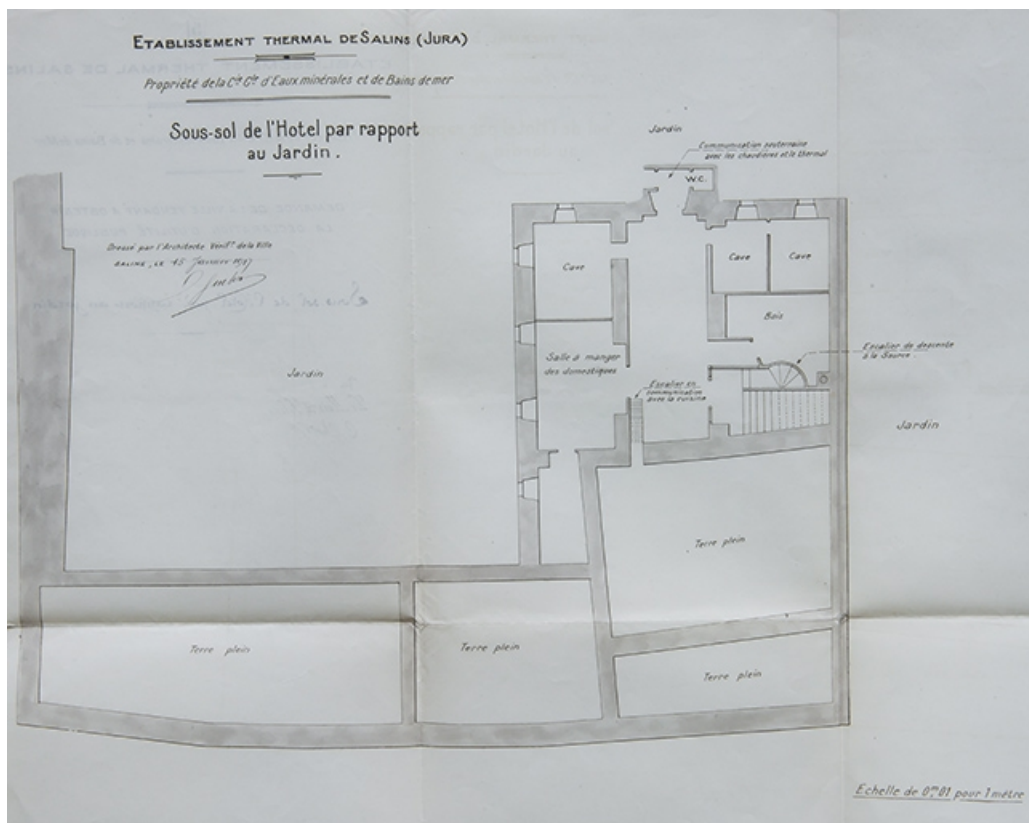 ETABLISSEMENT THERMAL DE SALINS (JURA)
Propriété de la Cie Gle d'Eaux minérales et de Bains de mer
Sous-sol de l'Hotel par rapport
au Jardin.
Dressé par l'Architecte Vérifr. de la Ville
SALINS, LE 15 Janvier
Jardin
Communication souterraine
avec les chaudières et le thermal
W.C.
Cave
Cave
Cave
Bois
Salle à manger
des domestiques
Escalier de descente
à la Source.
Escalier en
communication
avec la cuisine
Jardin
Jardin
Terre plein
Terre plein
Terre plein
Terre plein
Echelle de 0m,01 pour 1 mètre